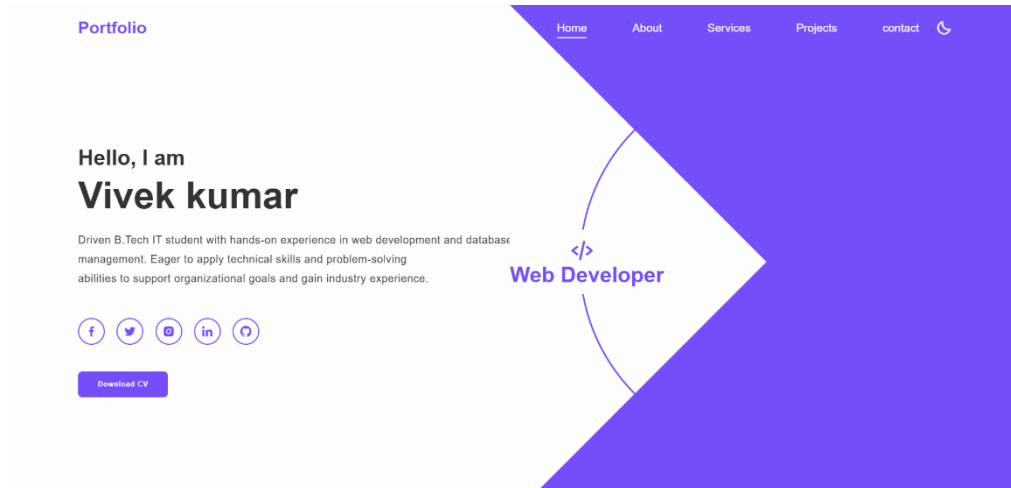 Portfolio
Home About Services Projects contact
Hello, I am
Vivek kumar
Driven B.Tech IT student with hands-on experience in web development and database
management. Eager to apply technical skills and problem-solving
abilities to support organizational goals and gain industry experience.
</>
Web Developer
Download CV